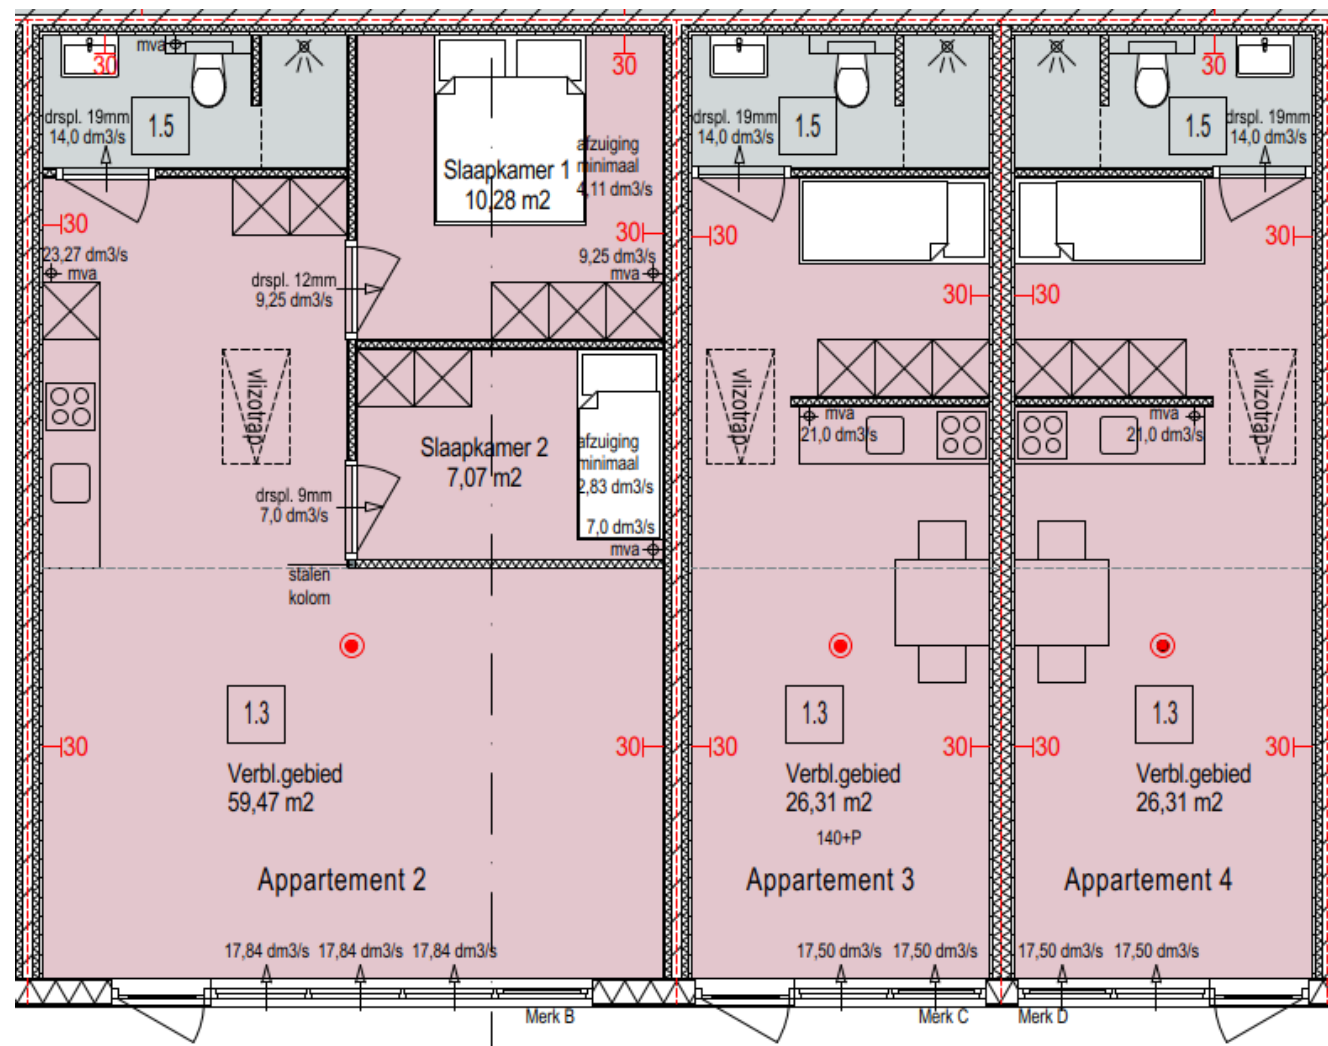 mva
30
drspl. 19mm
14,0 dm3/s
1.5
30
afzuiging
minimaal
4,11 dm3/s
Slaapkamer 1
10,28 m2
30
23,27 dm3/s
mva
drspl. 12mm
9,25 dm3/s
30
9,25 dm3/s
mva
vlizotrap
Slaapkamer 2
7,07 m2
afzuiging
minimaal
2,83 dm3/s
7,0 dm3/s
mva
drspl. 9mm
7,0 dm3/s
stalen
kolom
1.3
30
30
Verbl.gebied
59,47 m2
Appartement 2
17,84 dm3/s
17,84 dm3/s
17,84 dm3/s
Merk B
drspl. 19mm
14,0 dm3/s
1.5
30
30
vlizotrap
mva
21,0 dm3/s
1.3
30
30
Verbl.gebied
26,31 m2
140+P
Appartement 3
17,50 dm3/s
17,50 dm3/s
Merk C
30
1.5
drspl. 19mm
14,0 dm3/s
30
30
vlizotrap
mva
21,0 dm3/s
1.3
30
30
Verbl.gebied
26,31 m2
Appartement 4
17,50 dm3/s
17,50 dm3/s
Merk D